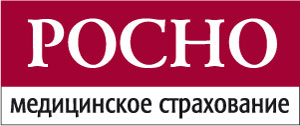 РОСНО
медицинское страхование